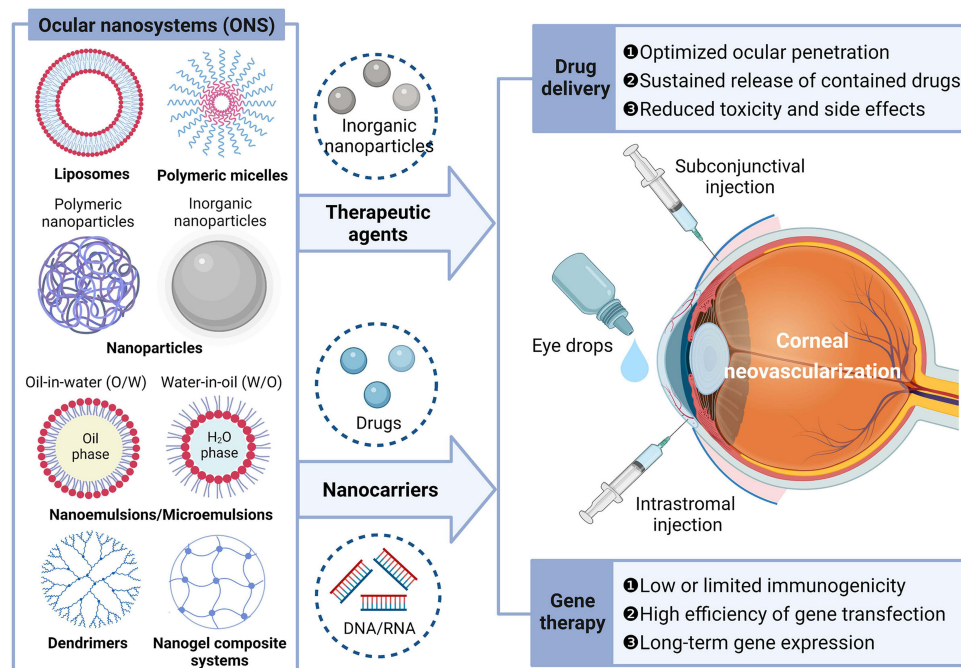 Ocular nanosystems (ONS)
Liposomes
Polymeric micelles
Polymeric
nanoparticles
Inorganic
nanoparticles
Nanoparticles
Oil-in-water (O/W)
Water-in-oil (W/O)
Oil
phase
H₂O
phase
Nanoemulsions/Microemulsions
Dendrimers
Nanogel composite
systems
Inorganic
nanoparticles
Therapeutic
agents
Drugs
Nanocarriers
DNA/RNA
Drug
delivery
❶Optimized ocular penetration
❷Sustained release of contained drugs
❸Reduced toxicity and side effects
Subconjunctival
injection
Eye drops
Corneal
neovascularization
Intrastromal
injection
Gene
therapy
❶Low or limited immunogenicity
❷High efficiency of gene transfection
❸Long-term gene expression